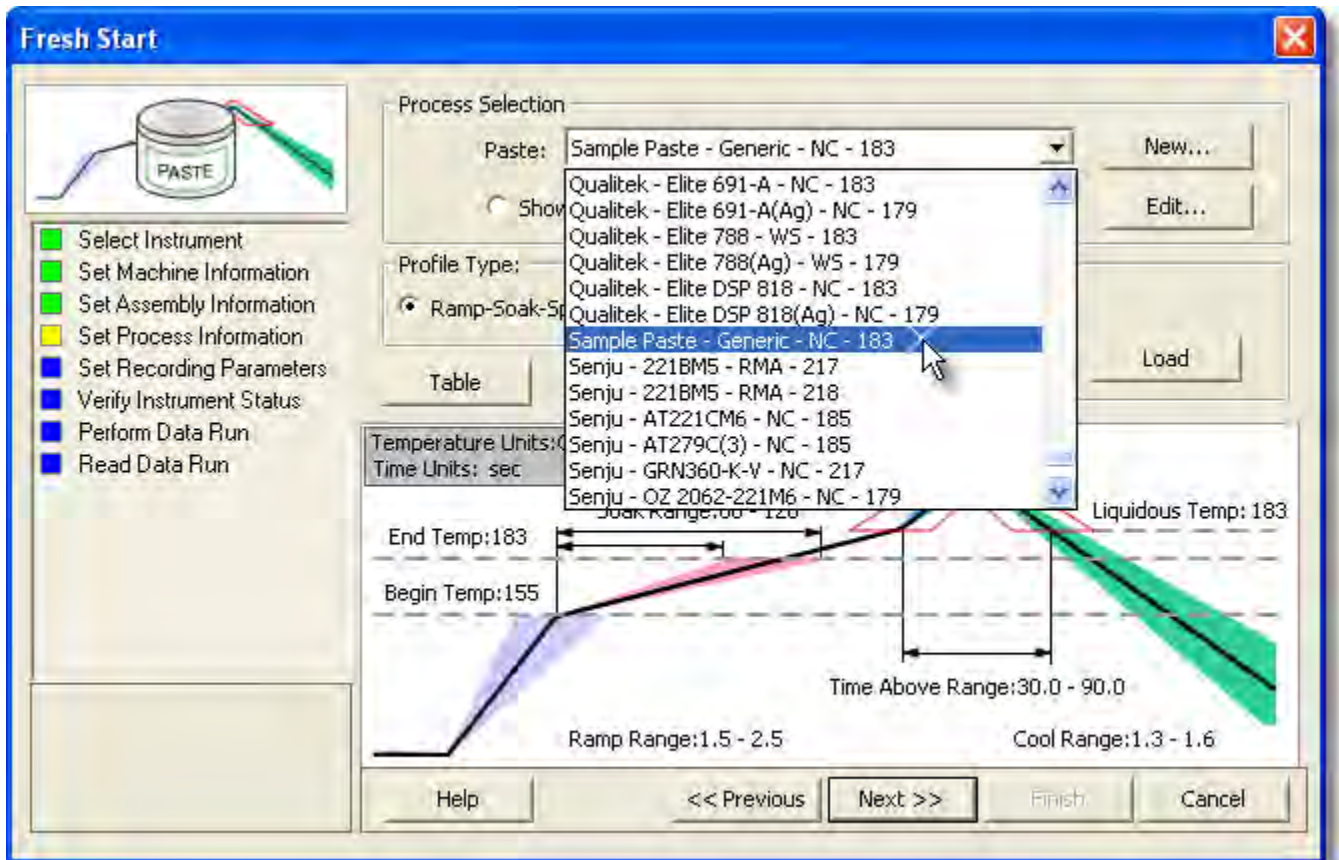 Fresh Start
PASTE
Select Instrument
Set Machine Information
Set Assembly Information
Set Process Information
Set Recording Parameters
Verify Instrument Status
Perform Data Run
Read Data Run
Process Selection
Paste: Sample Paste - Generic - NC - 183
New...
Show
Edit...
Qualitek - Elite 691-A - NC - 183
Qualitek - Elite 691-A(Ag) - NC - 179
Qualitek - Elite 788 - WS - 183
Qualitek - Elite 788(Ag) - WS - 179
Qualitek - Elite DSP 818 - NC - 183
Qualitek - Elite DSP 818(Ag) - NC - 179
Sample Paste - Generic - NC - 183
Senju - 221BM5 - RMA - 217
Senju - 221BM5 - RMA - 218
Senju - AT221CM6 - NC - 185
Senju - AT279C(3) - NC - 185
Senju - GRN360-K-V - NC - 217
Senju - OZ 2062-221M6 - NC - 179
Profile Type:
Ramp-Soak-Sp
Table
Load
Temperature Units:
Time Units: sec
Liquidous Temp: 183
End Temp:183
Begin Temp:155
Time Above Range:30.0 - 90.0
Ramp Range:1.5 - 2.5
Cool Range:1.3 - 1.6
Help
<< Previous
Next >>
Finish
Cancel